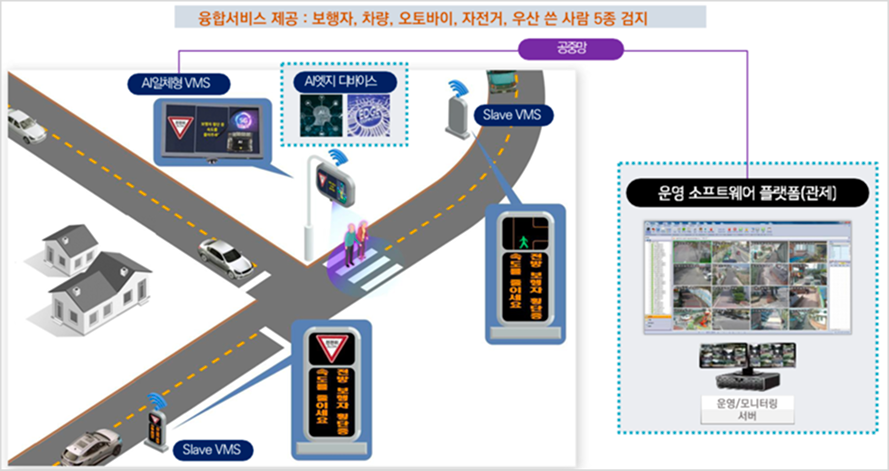 융합서비스 제공 : 보행자, 차량, 오토바이, 자전거, 우산 쓴 사람 5종 검지
공중망
AI일체형 VMS
AI엣지 디바이스
EDGE
Slave VMS
운영 소프트웨어 플랫폼(관제)
전방 보행자 횡단중
속도를 줄이세요
전방 보행자 횡단중
속도를 줄이세요
Slave VMS
운영/모니터링
서버